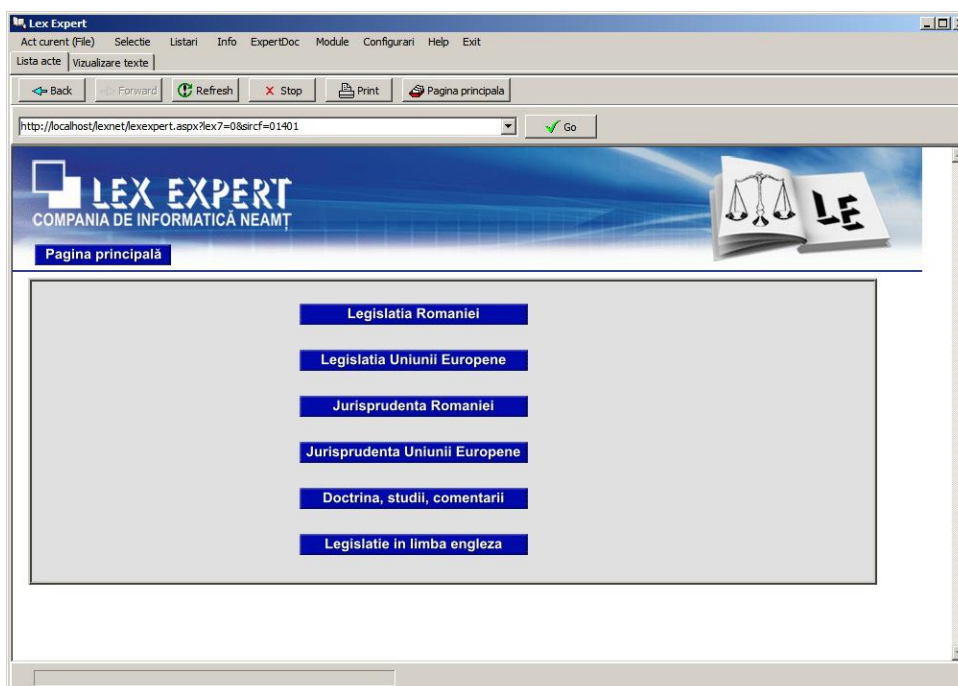 Lex Expert
Act curent (File) Selectie Listari Info ExpertDoc Module Configurari Help Exit
Lista acte Vizualizare texte
Back Forward Refresh Stop Print Pagina principala
http://localhost/lexnet/lexexpert.aspx?lex7=0&sircf=01401 Go
LEX EXPERT
COMPANIA DE INFORMATICĂ NEAMȚ
LE
Pagina principală
Legislatia Romaniei
Legislatia Uniunii Europene
Jurisprudenta Romaniei
Jurisprudenta Uniunii Europene
Doctrina, studii, comentarii
Legislatie in limba engleza